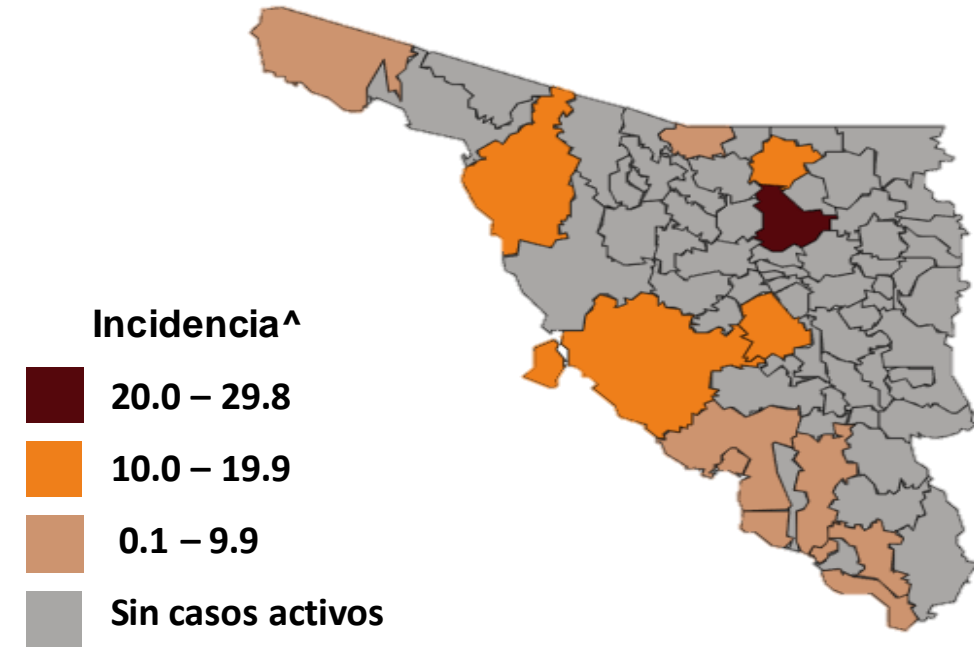 Incidencia^
20.0 – 29.8
10.0 – 19.9
0.1 – 9.9
Sin casos activos